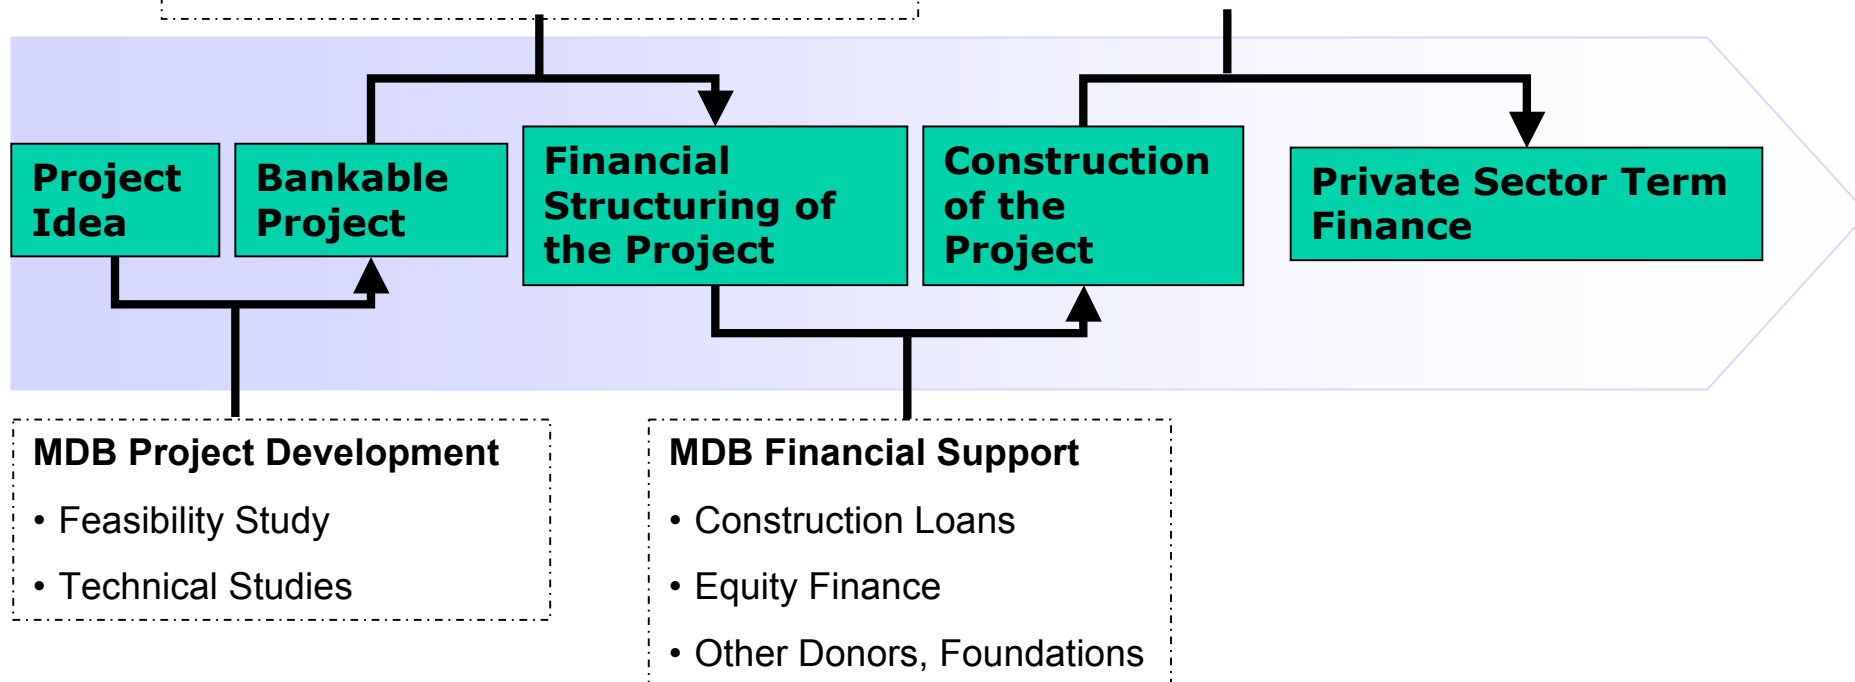 Project
Idea
Bankable
Project
Financial
Structuring of
the Project
Construction
of the
Project
Private Sector Term
Finance
MDB Project Development
• Feasibility Study
• Technical Studies
MDB Financial Support
• Construction Loans
• Equity Finance
• Other Donors, Foundations